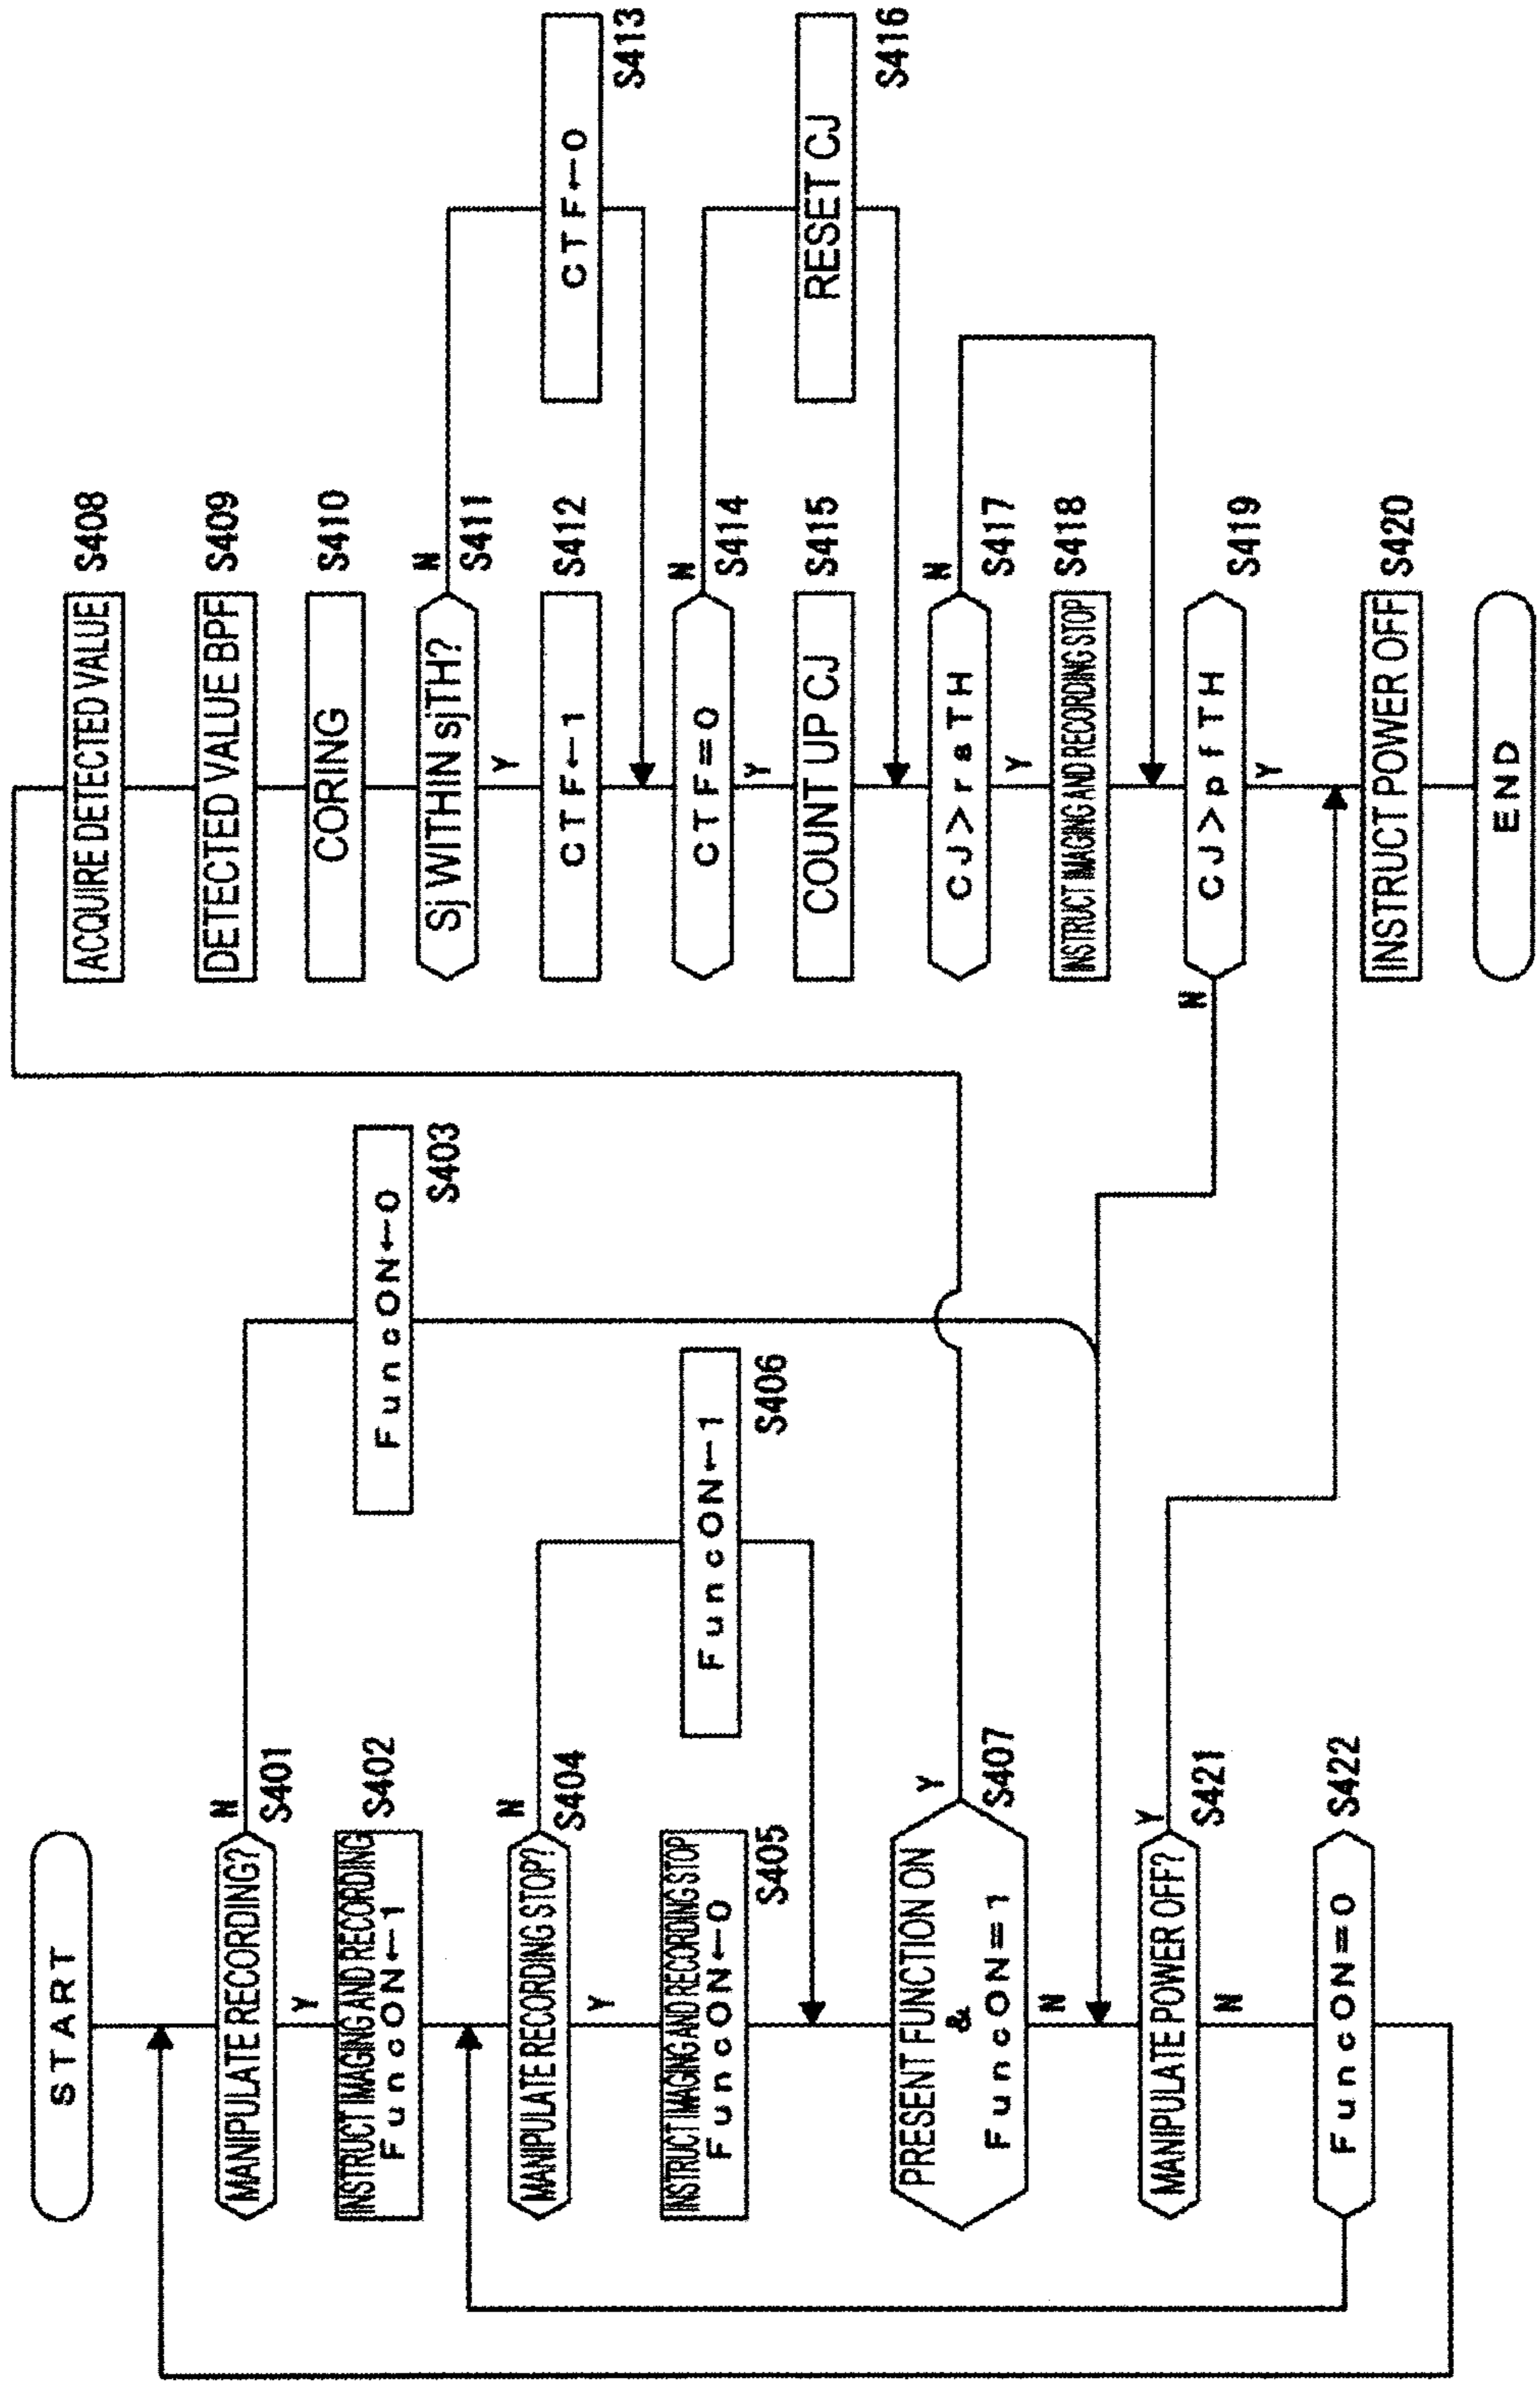 START
MANIPULATE RECORDING?
N
S401
Y
INSTRUCT IMAGING AND RECORDING
FuncON←1
S402
FuncON←0
S403
MANIPULATE RECORDING STOP?
N
S404
Y
INSTRUCT IMAGING AND RECORDING STOP
FuncON←0
S405
FuncON←1
S406
PRESENT FUNCTION ON
&
FuncON=1
Y
S407
N
MANIPULATE POWER OFF?
Y
S421
N
FuncON=0
S422
ACQUIRE DETECTED VALUE
S408
DETECTED VALUE BPF
S409
CORING
S410
Sj WITHIN sjTH?
N
S411
Y
CTF←1
S412
CTF←0
S413
CTF=0
N
S414
Y
COUNT UP CJ
S415
RESET CJ
S416
CJ>rsTH
N
S417
Y
INSTRUCT IMAGING AND RECORDING STOP
S418
CJ>pfTH
S419
N
Y
INSTRUCT POWER OFF
S420
END